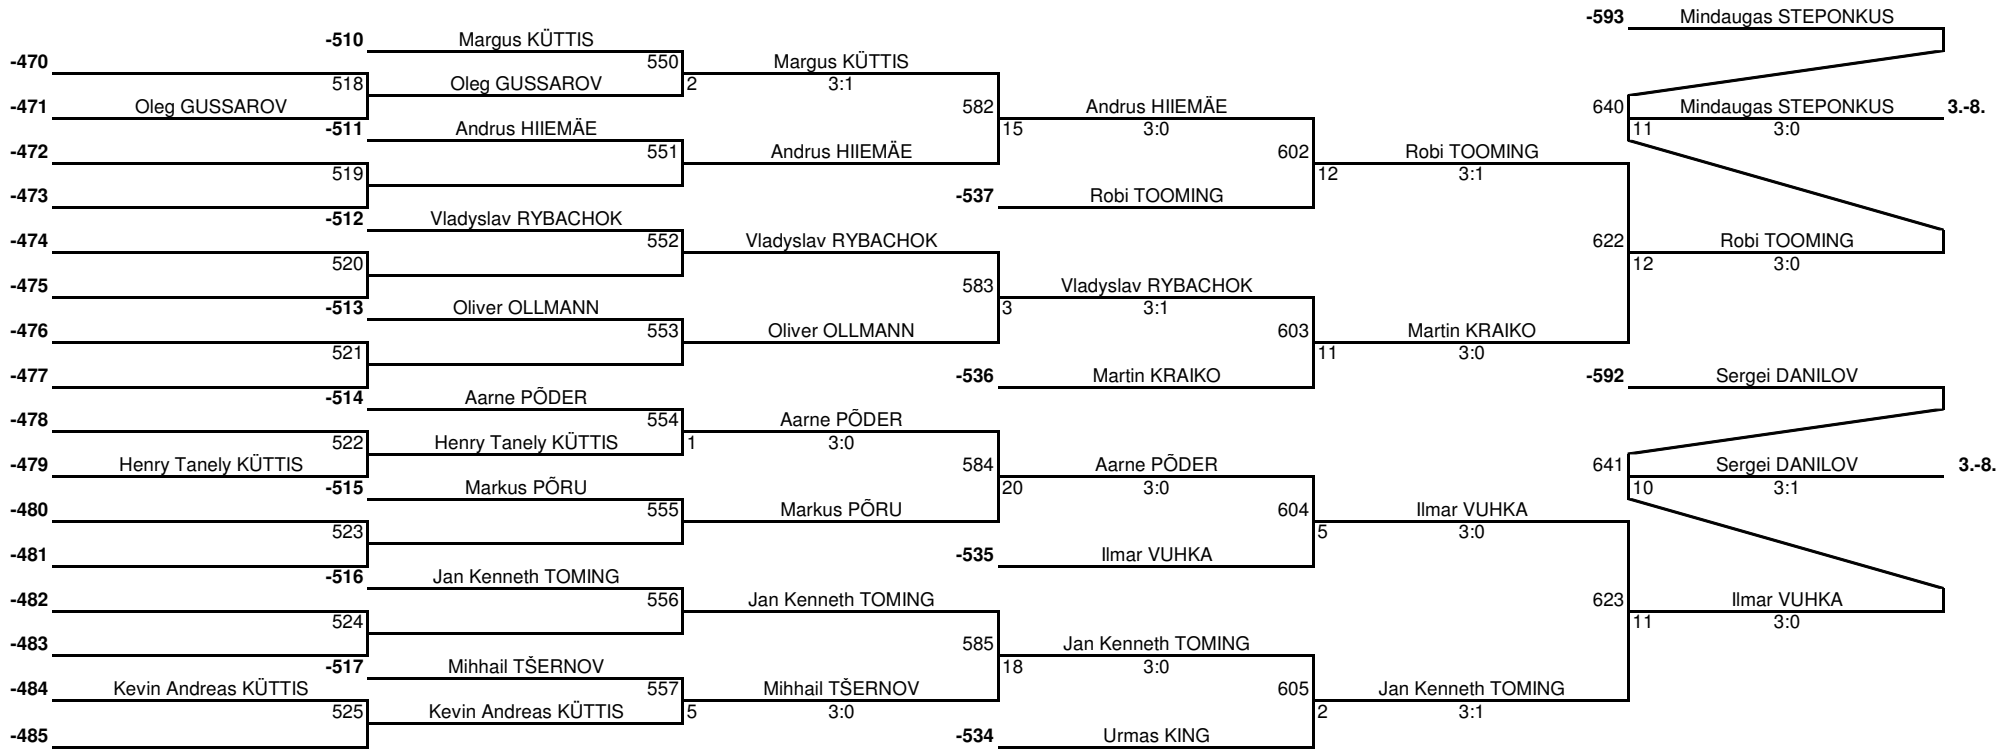 -593 Mindaugas STEPONKUS
-510 Margus KÜTTIS
-470 550 Margus KÜTTIS
518 Oleg GUSSAROV 2 3:1
-471 Oleg GUSSAROV 582 Andrus HIIEMÄE 640 Mindaugas STEPONKUS 3.-8.
-511 Andrus HIIEMÄE 15 3:0 11 3:0
-472 551 Andrus HIIEMÄE 602 Robi TOOMING
519 12 3:1
-473 -537 Robi TOOMING
-512 Vladyslav RYBACHOK
-474 552 Vladyslav RYBACHOK 622 Robi TOOMING
520 12 3:0
-475 583 Vladyslav RYBACHOK
-513 Oliver OLLMANN 3 3:1
-476 553 Oliver OLLMANN 603 Martin KRAIKO
521 11 3:0
-477 -536 Martin KRAIKO -592 Sergei DANILOV
-514 Aarne PÕDER
-478 554 Aarne PÕDER
522 Henry Tanely KÜTTIS 1 3:0
-479 Henry Tanely KÜTTIS 584 Aarne PÕDER 641 Sergei DANILOV 3.-8.
-515 Markus PÕRU 20 3:0 10 3:1
-480 555 Markus PÕRU 604 Ilmar VUHKA
523 5 3:0
-481 -535 Ilmar VUHKA
-516 Jan Kenneth TOMING
-482 556 Jan Kenneth TOMING 623 Ilmar VUHKA
524 11 3:0
-483 585 Jan Kenneth TOMING
-517 Mihhail TŠERNOV 18 3:0
-484 Kevin Andreas KÜTTIS 557 Mihhail TŠERNOV 605 Jan Kenneth TOMING
525 Kevin Andreas KÜTTIS 5 3:0 2 3:1
-485 -534 Urmas KING